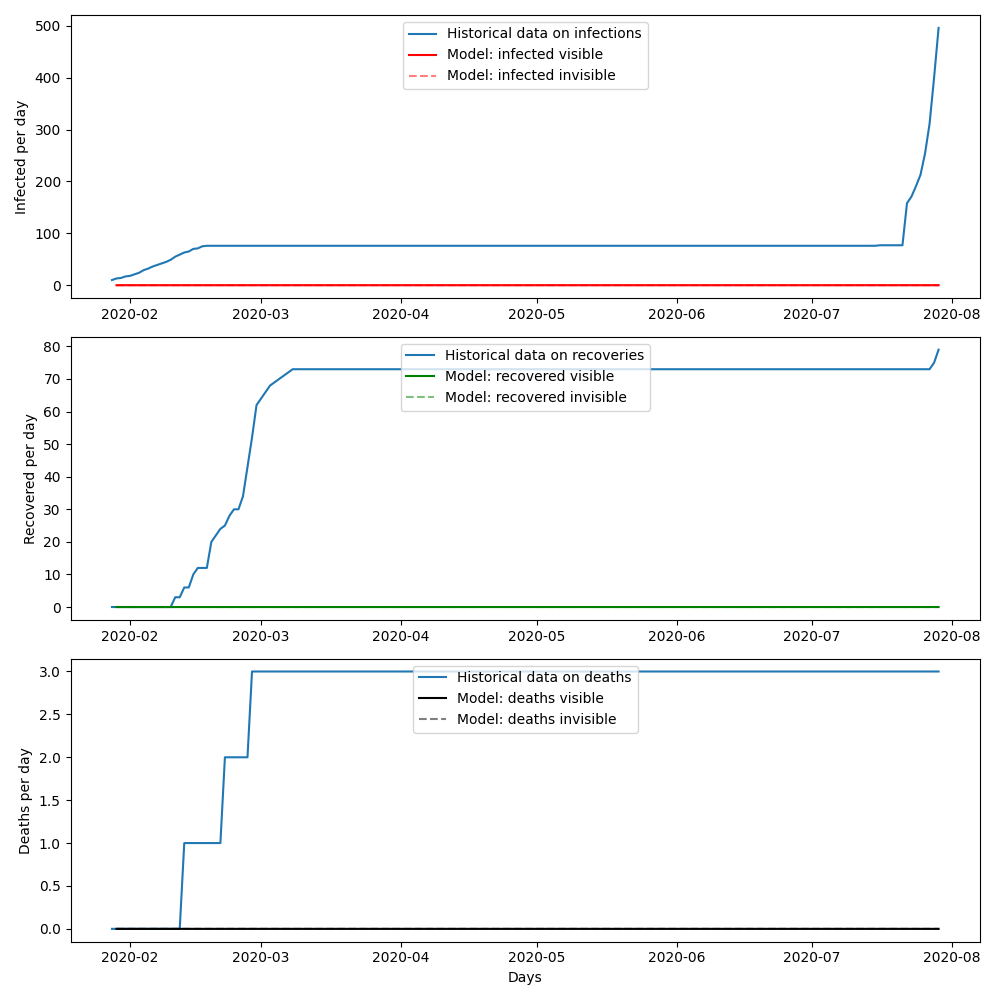 Historical data on infections
Model: infected visible
Model: infected invisible
Infected per day
500
400
300
200
100
0
2020-02 2020-03 2020-04 2020-05 2020-06 2020-07 2020-08
Historical data on recoveries
Model: recovered visible
Model: recovered invisible
Recovered per day
80
70
60
50
40
30
20
10
0
2020-02 2020-03 2020-04 2020-05 2020-06 2020-07 2020-08
Historical data on deaths
Model: deaths visible
Model: deaths invisible
Deaths per day
3.0
2.5
2.0
1.5
1.0
0.5
0.0
2020-02 2020-03 2020-04 2020-05 2020-06 2020-07 2020-08
Days